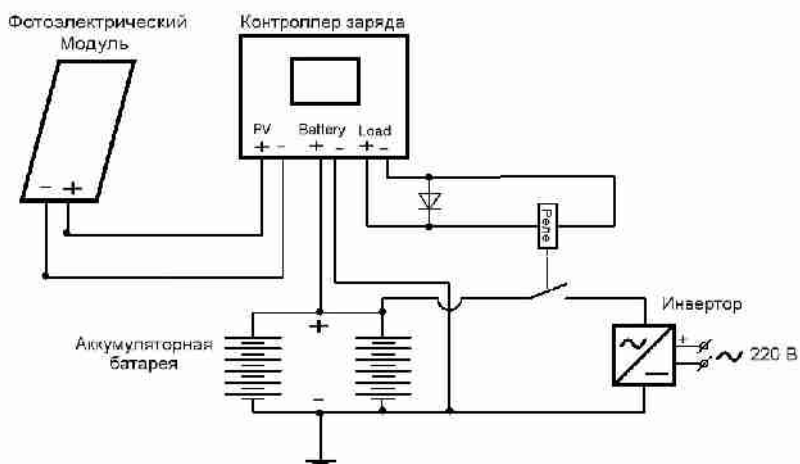 Фотоэлектрический
Модуль
Контроллер заряда
PV Battery Load
+ - + - + -
- +
Реле
Инвертор
+
-
Аккумуляторная
батарея
+ 220 В